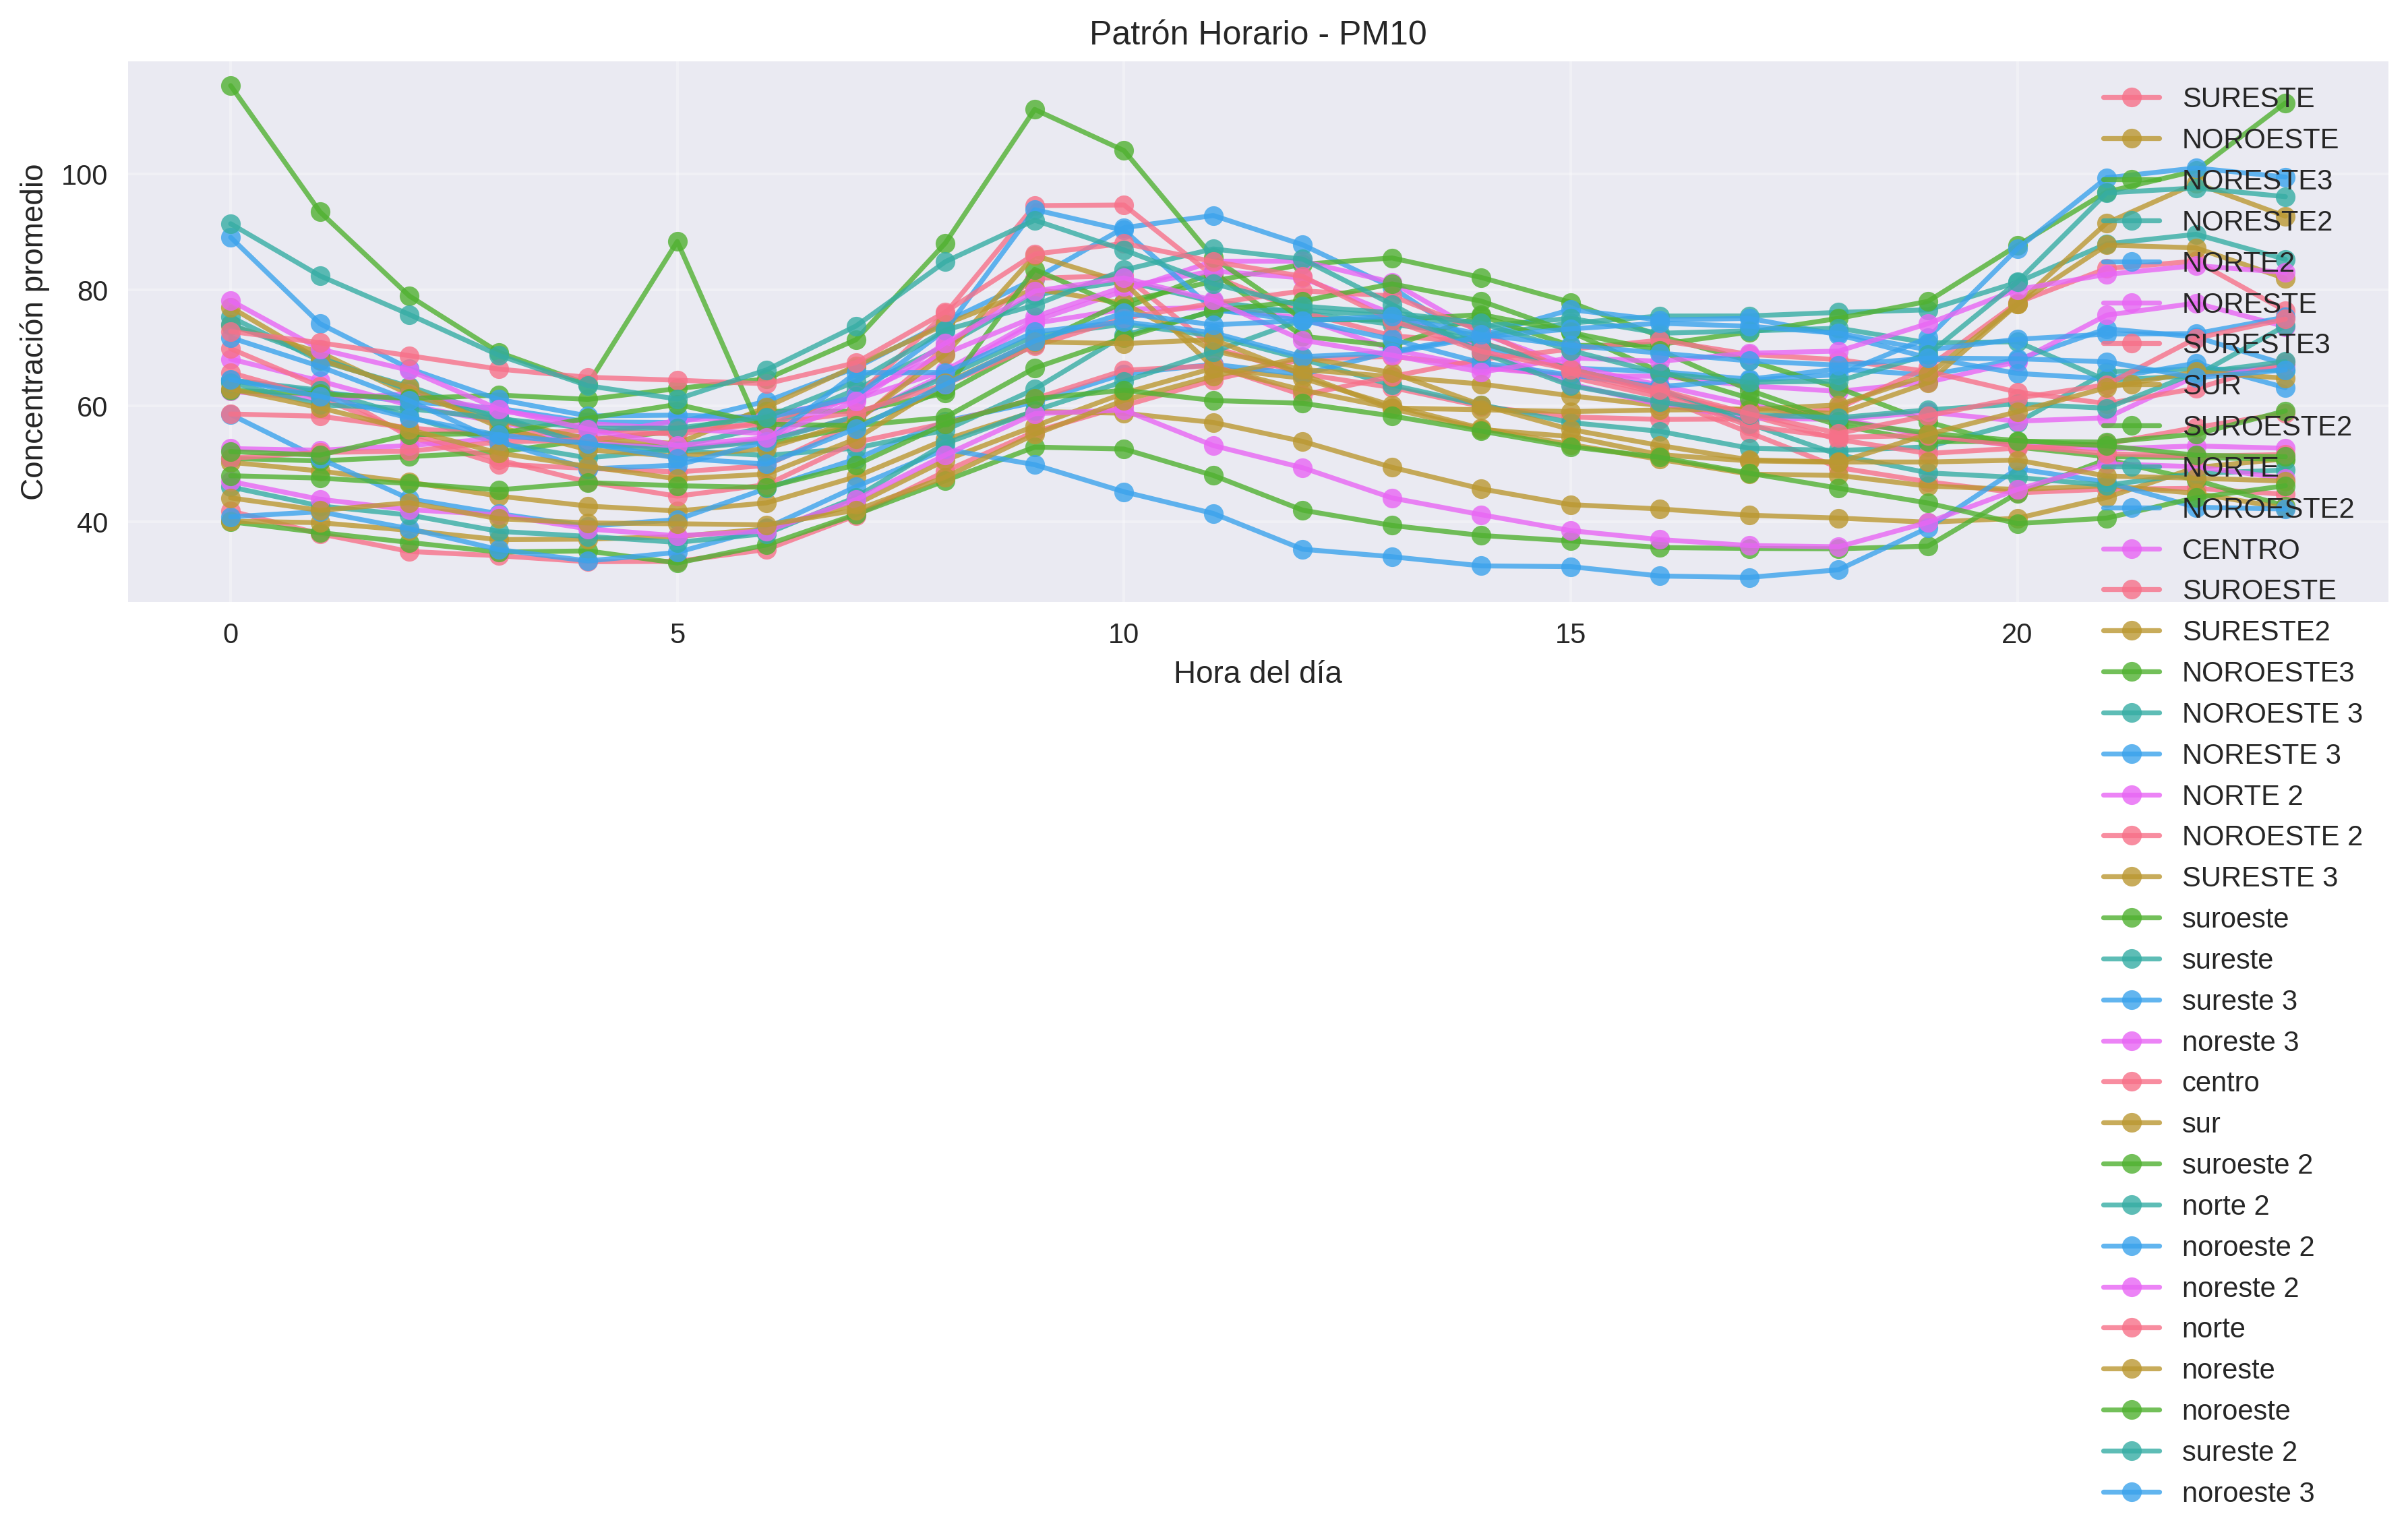 Patrón Horario - PM10
Concentración promedio
100
80
60
40
0
5
10
15
20
Hora del día
SURESTE
NOROESTE
NORESTE3
NORESTE2
NORTE2
NORESTE
SURESTE3
SUR
SUROESTE2
NORTE
NOROESTE2
CENTRO
SUROESTE
SURESTE2
NOROESTE3
NOROESTE 3
NORESTE 3
NORTE 2
NOROESTE 2
SURESTE 3
suroeste
sureste
sureste 3
noreste 3
centro
sur
suroeste 2
norte 2
noroeste 2
noreste 2
norte
noreste
noroeste
sureste 2
noroeste 3